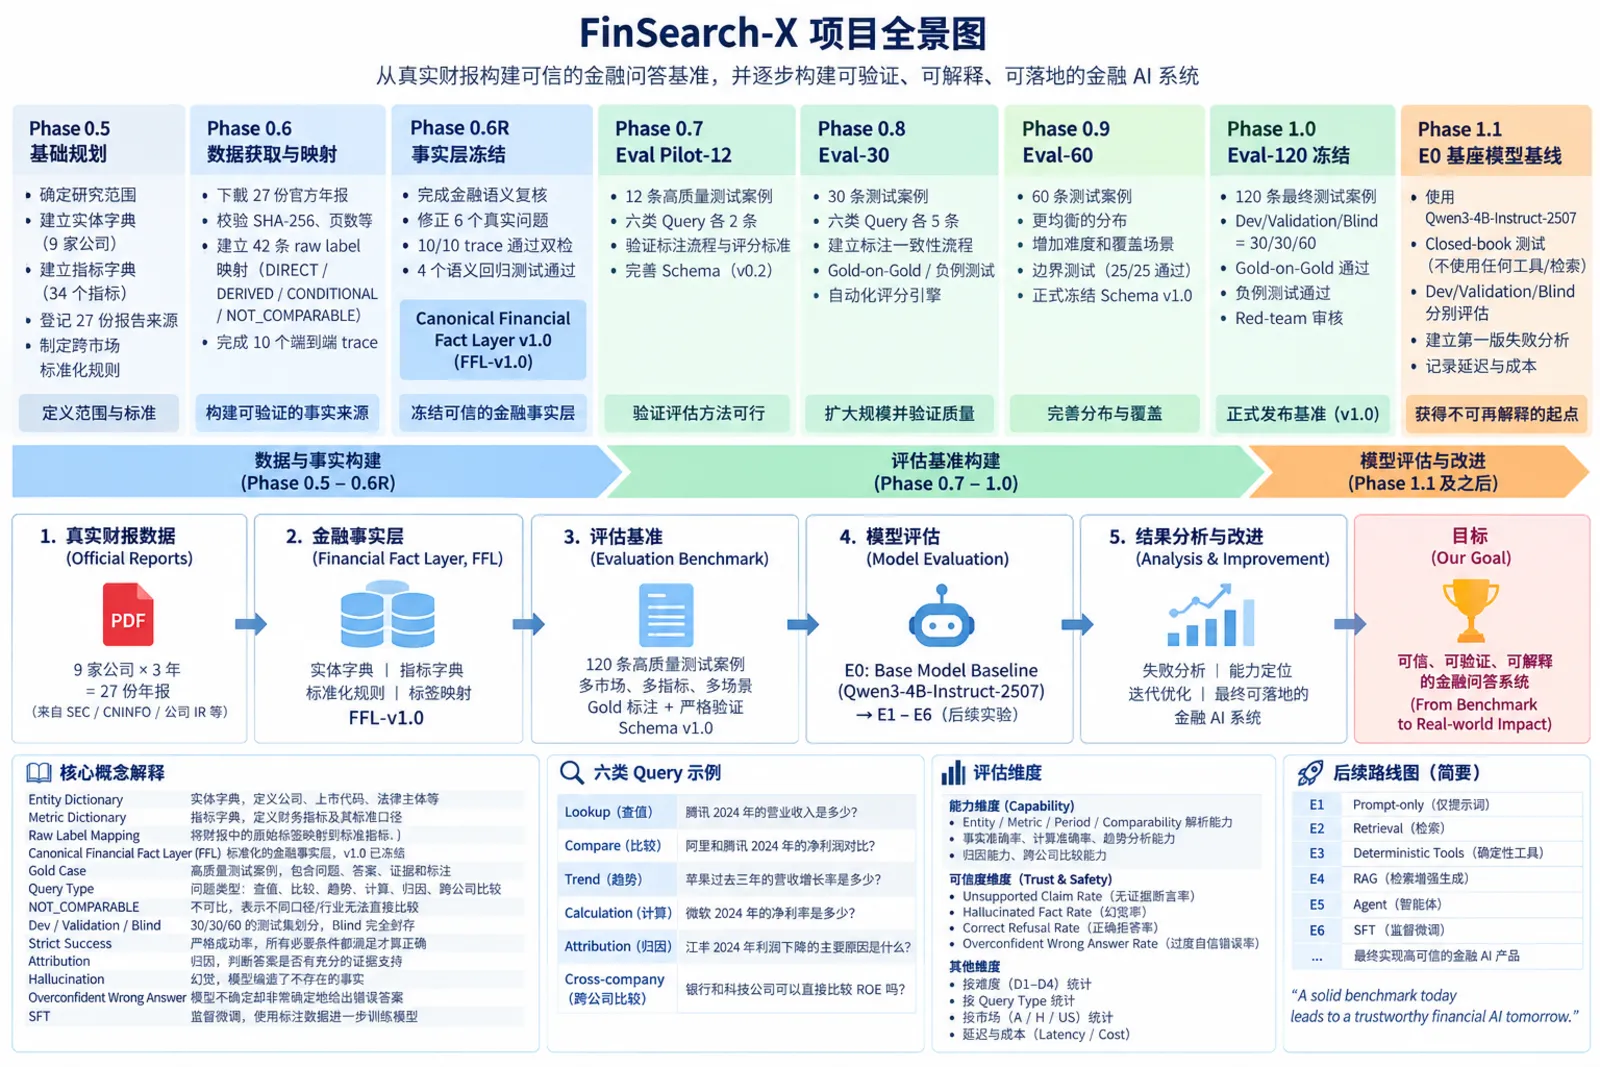 FinSearch-X 项目全景图
从真实财报构建可信的金融问答基准，并逐步构建可验证、可解释、可落地的金融 AI 系统
Phase 0.5
基础规划
• 确定研究范围
• 建立实体字典
（9 家公司）
• 建立指标字典
（34 个指标）
• 登记 27 份报告来源
• 制定跨市场
标准化规则
定义范围与标准
Phase 0.6
数据获取与映射
• 下载 27 份官方年报
• 校验 SHA-256、页数等
• 建立 42 条 raw label
映射（DIRECT /
DERIVED / CONDITIONAL
/ NOT_COMPARABLE）
• 完成 10 个端到端 trace
构建可验证的事实来源
Phase 0.6R
事实层冻结
• 完成金融语义复核
• 修正 6 个真实问题
• 10/10 trace 通过双检
• 4 个语义回归测试通过
Canonical Financial
Fact Layer v1.0
(FFL-v1.0)
冻结可信的金融事实层
Phase 0.7
Eval Pilot-12
• 12 条高质量测试案例
• 六类 Query 各 2 条
• 验证标注流程与评分标准
• 完善 Schema（v0.2）
验证评估方法可行
Phase 0.8
Eval-30
• 30 条测试案例
• 六类 Query 各 5 条
• 建立标注一致性流程
• Gold-on-Gold / 负例测试
• 自动化评分引擎
扩大规模并验证质量
Phase 0.9
Eval-60
• 60 条测试案例
• 更均衡的分布
• 增加难度和覆盖场景
• 边界测试（25/25 通过）
• 正式冻结 Schema v1.0
完善分布与覆盖
Phase 1.0
Eval-120 冻结
• 120 条最终测试案例
• Dev/Validation/Blind
= 30/30/60
• Gold-on-Gold 通过
• 负例测试通过
• Red-team 审核
正式发布基准（v1.0）
Phase 1.1
E0 基座模型基线
• 使用
Qwen3-4B-Instruct-2507
• Closed-book 测试
（不使用任何工具/检索）
• Dev/Validation/Blind
分别评估
• 建立第一版失败分析
• 记录延迟与成本
获得不可再解释的起点
数据与事实构建
(Phase 0.5 – 0.6R)
评估基准构建
(Phase 0.7 – 1.0)
模型评估与改进
(Phase 1.1 及之后)
1. 真实财报数据
(Official Reports)
PDF
9 家公司 × 3 年
= 27 份年报
（来自 SEC / CNINFO / 公司 IR 等）
2. 金融事实层
(Financial Fact Layer, FFL)
实体字典 | 指标字典
标准化规则 | 标签映射
FFL-v1.0
3. 评估基准
(Evaluation Benchmark)
120 条高质量测试案例
多市场、多指标、多场景
Gold 标注 + 严格验证
Schema v1.0
4. 模型评估
(Model Evaluation)
E0: Base Model Baseline
(Qwen3-4B-Instruct-2507)
→ E1 – E6（后续实验）
5. 结果分析与改进
(Analysis & Improvement)
失败分析 | 能力定位
迭代优化 | 最终可落地的
金融 AI 系统
目标
(Our Goal)
可信、可验证、可解释
的金融问答系统
(From Benchmark
to Real-world Impact)
核心概念解释
Entity Dictionary 实体字典，定义公司、上市代码、法律主体等
Metric Dictionary 指标字典，定义财务指标及其标准口径
Raw Label Mapping 将财报中的原始标签映射到标准指标. )
Canonical Financial Fact Layer (FFL) 标准化的金融事实层，v1.0 已冻结
Gold Case 高质量测试案例，包含问题、答案、证据和标注
Query Type 问题类型：查值、比较、趋势、计算、归因、跨公司比较
NOT_COMPARABLE 不可比，表示不同口径/行业无法直接比较
Dev / Validation / Blind 30/30/60 的测试集划分，Blind 完全封存
Strict Success 严格成功率，所有必要条件都满足才算正确
Attribution 归因，判断答案是否有充分的证据支持
Hallucination 幻觉，模型编造了不存在的事实
Overconfident Wrong Answer 模型不确定却非常确定地给出错误答案
SFT 监督微调，使用标注数据进一步训练模型
六类 Query 示例
Lookup（查值） 腾讯 2024 年的营业收入是多少？
Compare（比较） 阿里和腾讯 2024 年的净利润对比？
Trend（趋势） 苹果过去三年的营收增长率是多少？
Calculation（计算） 微软 2024 年的净利率是多少？
Attribution（归因） 江丰 2024 年利润下降的主要原因是什么？
Cross-company
（跨公司比较） 银行和科技公司可以直接比较 ROE 吗？
评估维度
能力维度 (Capability)
• Entity / Metric / Period / Comparability 解析能力
• 事实准确率、计算准确率、趋势分析能力
• 归因能力、跨公司比较能力
可信度维度（Trust & Safety）
• Unsupported Claim Rate（无证据断言率）
• Hallucinated Fact Rate（幻觉率）
• Correct Refusal Rate（正确拒答率）
• Overconfident Wrong Answer Rate（过度自信错误率）
其他维度
• 按难度（D1–D4）统计
• 按 Query Type 统计
• 按市场（A / H / US）统计
• 延迟与成本（Latency / Cost）
后续路线图（简要）
E1 Prompt-only（仅提示词）
E2 Retrieval（检索）
E3 Deterministic Tools（确定性工具）
E4 RAG（检索增强生成）
E5 Agent（智能体）
E6 SFT（监督微调）
... 最终实现高可信的金融 AI 产品
“A solid benchmark today
leads to a trustworthy financial AI tomorrow.”